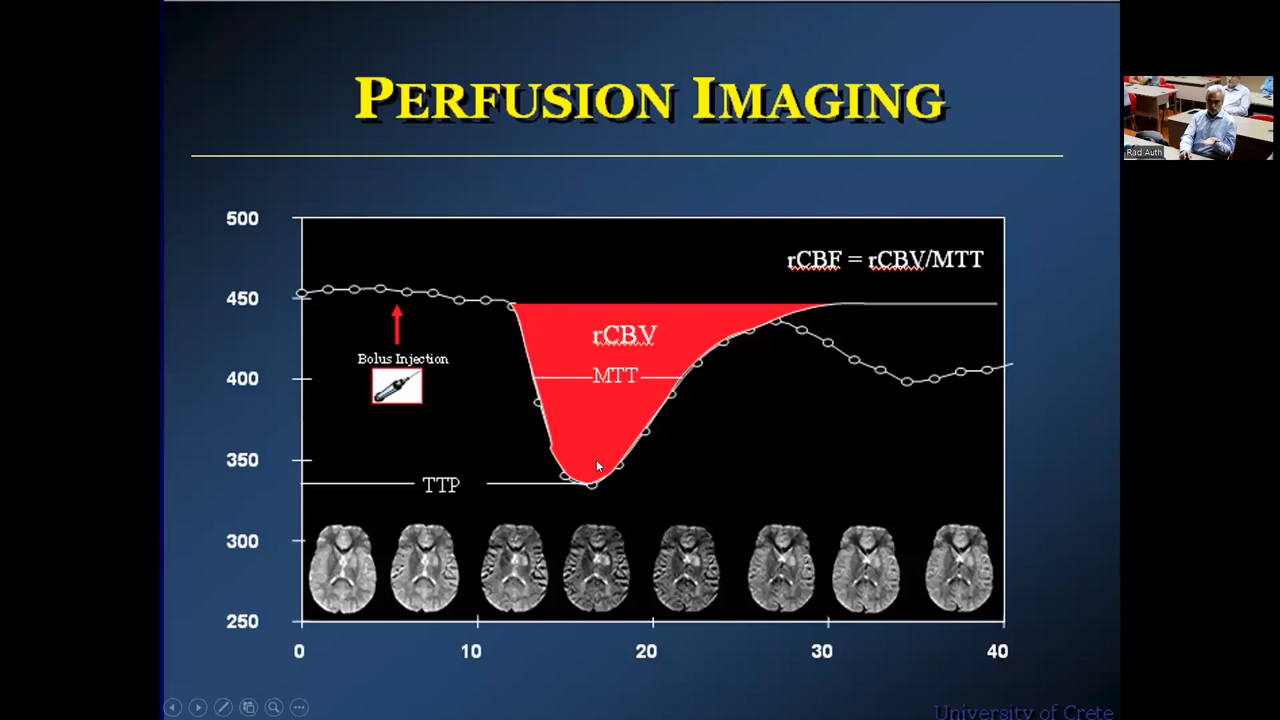 PERFUSION IMAGING
Rad Auth
500
rCBF = rCBV/MTT
450
rCBV
Bolus Injection
MTT
400
350
TTP
300
250
0 10 20 30 40
University of Crete